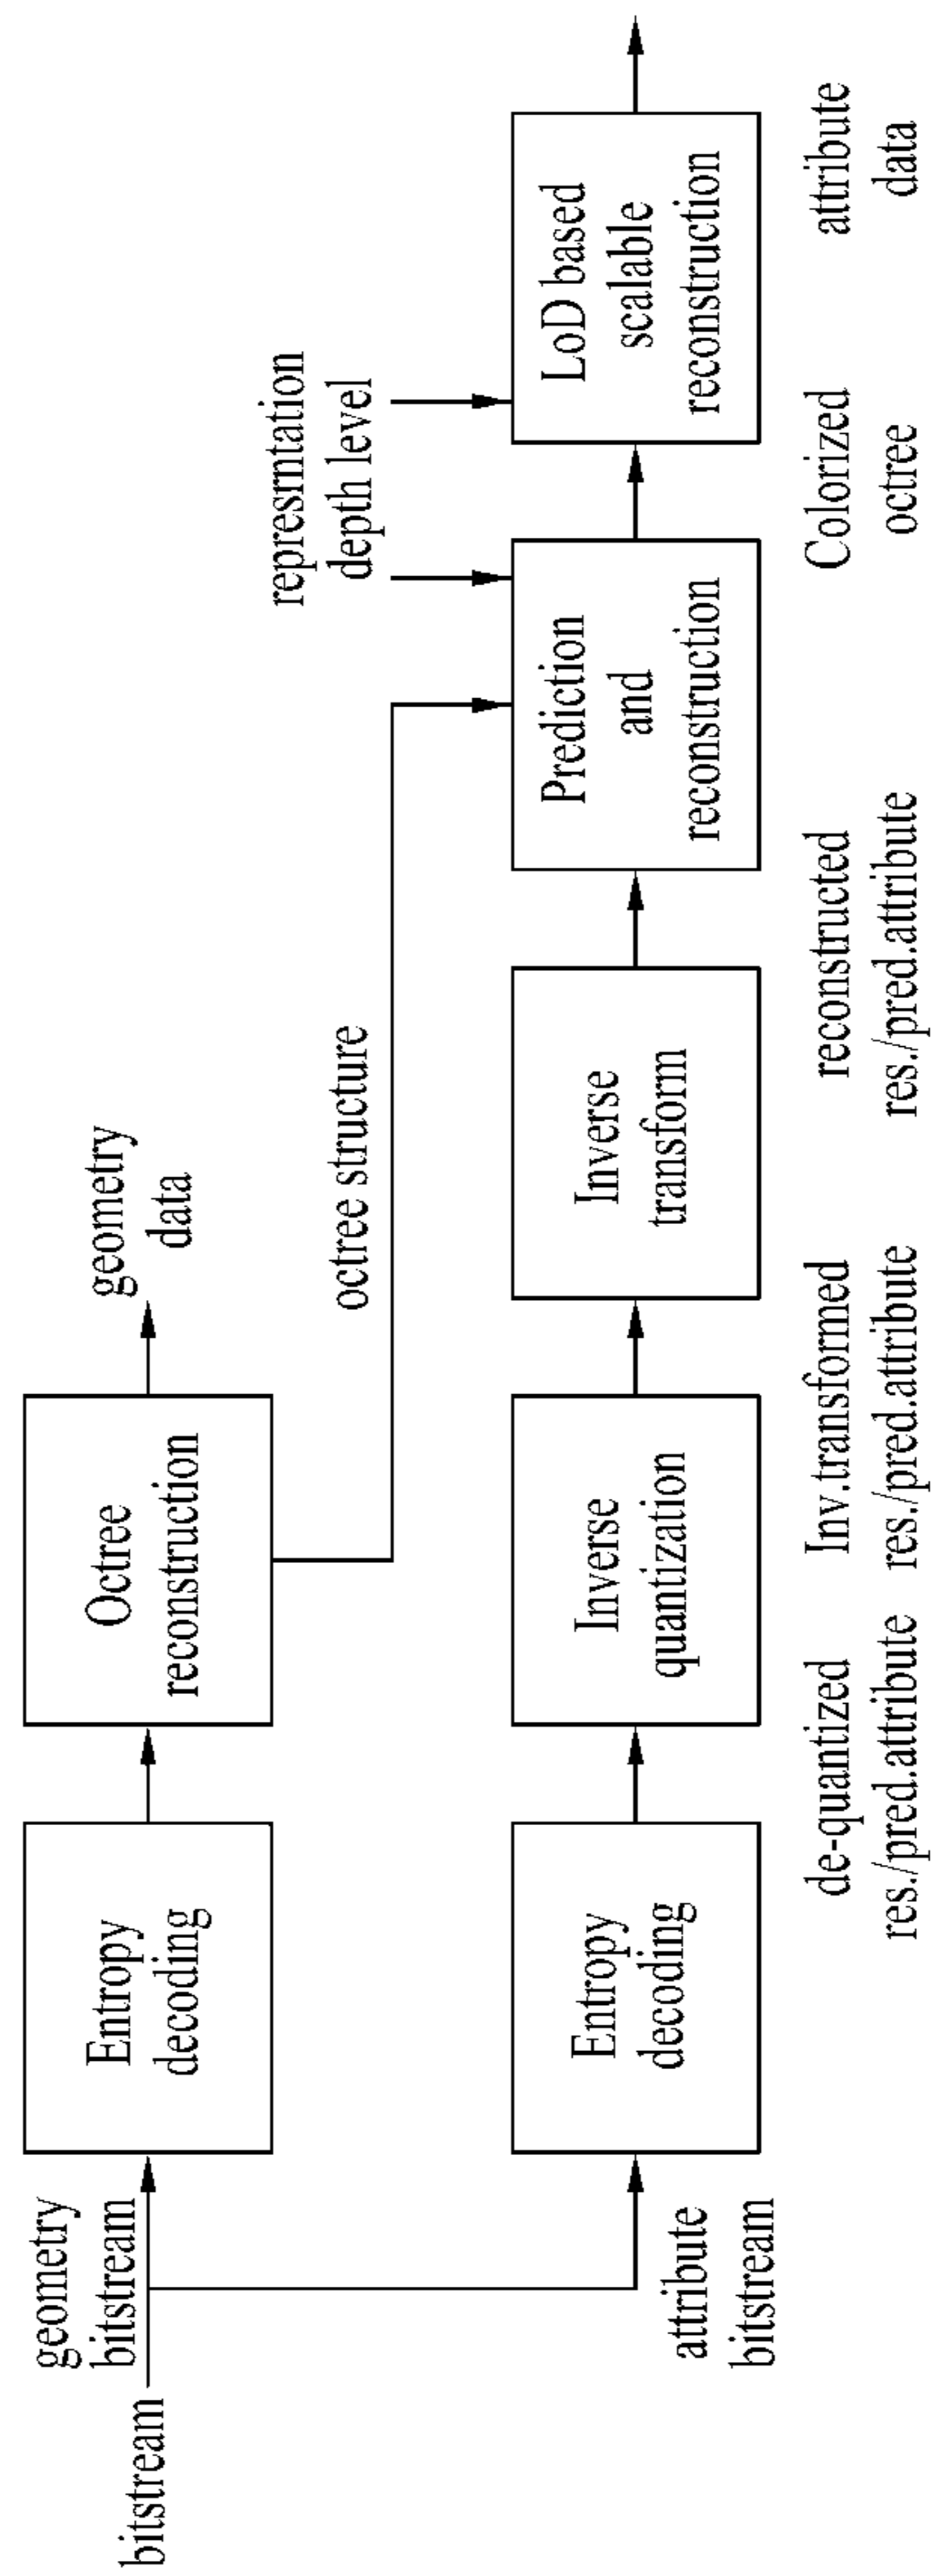 bitstream
geometry
bitstream
Entropy
decoding
Octree
reconstruction
geometry
data
octree structure
represmtation
depth level
attribute
bitstream
Entropy
decoding
Inverse
quantization
Inverse
transform
Prediction
and
reconstruction
LoD based
scalable
reconstruction
de-quantized
res./pred.attribute
Inv.transformed
res./pred.attribute
reconstructed
res./pred.attribute
Colorized
octree
attribute
data